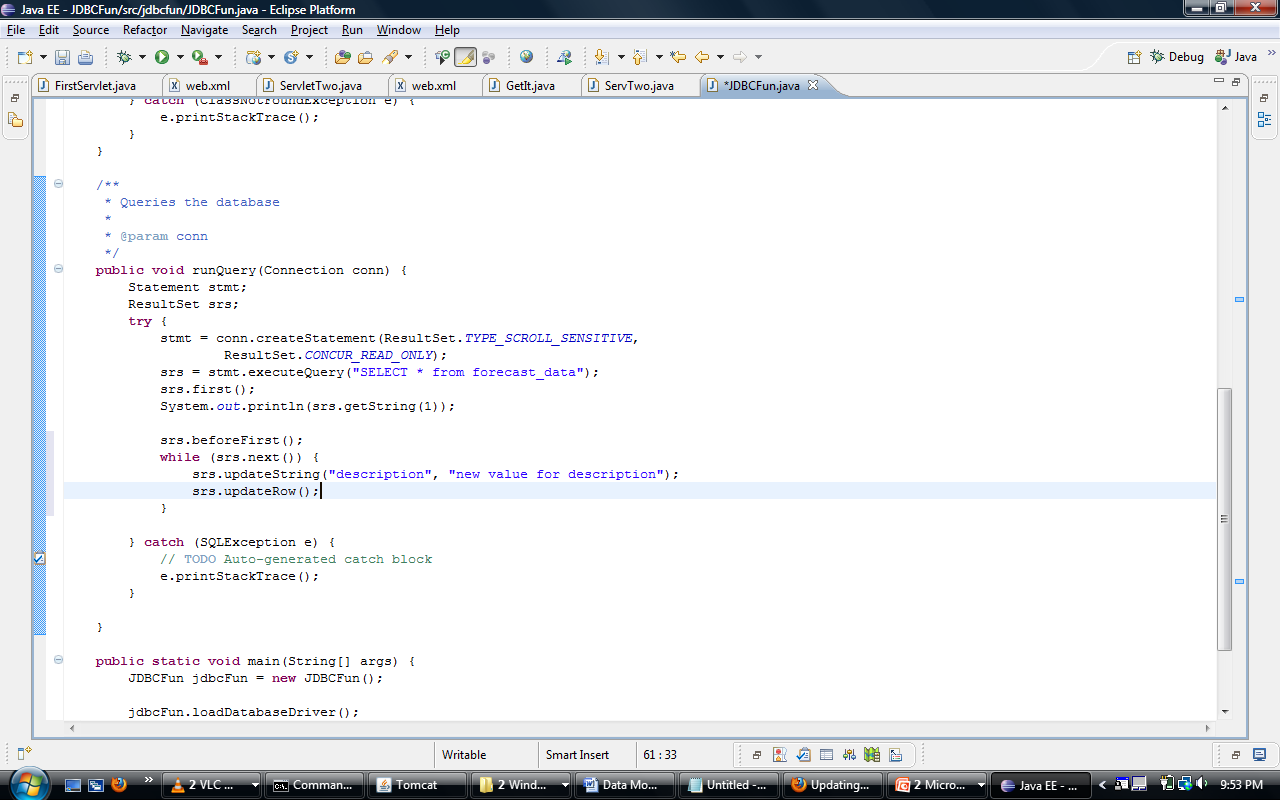 Java EE - JDBCFun/src/jdbcfun/JDBCFun.java - Eclipse Platform
File Edit Source Refactor Navigate Search Project Run Window Help
Debug Java
FirstServlet.java web.xml ServletTwo.java web.xml GetIt.java ServTwo.java *JDBCFun.java
} catch (ClassNotFoundException e) {
e.printStackTrace();
}
}
/**
* Queries the database
*
* @param conn
*/
public void runQuery(Connection conn) {
Statement stmt;
ResultSet srs;
try {
stmt = conn.createStatement(ResultSet.TYPE_SCROLL_SENSITIVE,
ResultSet.CONCUR_READ_ONLY);
srs = stmt.executeQuery("SELECT * from forecast_data");
srs.first();
System.out.println(srs.getString(1));
srs.beforeFirst();
while (srs.next()) {
srs.updateString("description", "new value for description");
srs.updateRow();
}
} catch (SQLException e) {
// TODO Auto-generated catch block
e.printStackTrace();
}
}
public static void main(String[] args) {
JDBCFun jdbcFun = new JDBCFun();
jdbcFun.loadDatabaseDriver();
Writable Smart Insert 61 : 33
2 VLC ... Comman... Tomcat 2 Wind... Data Mo... Untitled -... Updating... 2 Micro... Java EE - ... 9:53 PM